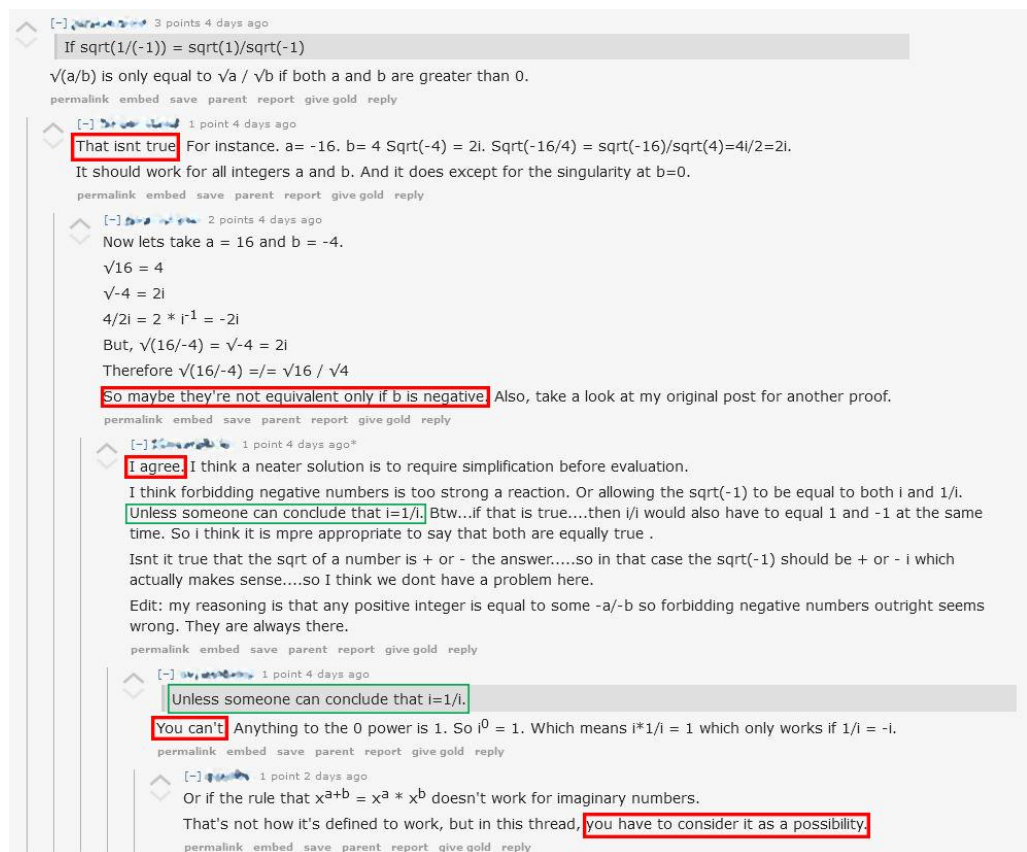 [-] 3 points 4 days ago
If sqrt(1/(-1)) = sqrt(1)/sqrt(-1)
√(a/b) is only equal to √a / √b if both a and b are greater than 0.
permalink embed save parent report give gold reply
[-] 1 point 4 days ago
That isnt true. For instance. a= -16. b= 4 Sqrt(-4) = 2i. Sqrt(-16/4) = sqrt(-16)/sqrt(4)=4i/2=2i.
It should work for all integers a and b. And it does except for the singularity at b=0.
permalink embed save parent report give gold reply
[-] 2 points 4 days ago
Now lets take a = 16 and b = -4.
√16 = 4
√-4 = 2i
4/2i = 2 * i⁻¹ = -2i
But, √(16/-4) = √-4 = 2i
Therefore √(16/-4) =/= √16 / √4
So maybe they're not equivalent only if b is negative. Also, take a look at my original post for another proof.
permalink embed save parent report give gold reply
[-] 1 point 4 days ago*
I agree. I think a neater solution is to require simplification before evaluation.
I think forbidding negative numbers is too strong a reaction. Or allowing the sqrt(-1) to be equal to both i and 1/i.
Unless someone can conclude that i=1/i. Btw...if that is true....then i/i would also have to equal 1 and -1 at the same
time. So i think it is mpre appropriate to say that both are equally true .
Isnt it true that the sqrt of a number is + or - the answer.....so in that case the sqrt(-1) should be + or - i which
actually makes sense....so I think we dont have a problem here.
Edit: my reasoning is that any positive integer is equal to some -a/-b so forbidding negative numbers outright seems
wrong. They are always there.
permalink embed save parent report give gold reply
[-] 1 point 4 days ago
Unless someone can conclude that i=1/i.
You can't. Anything to the 0 power is 1. So i⁰ = 1. Which means i*1/i = 1 which only works if 1/i = -i.
permalink embed save parent report give gold reply
[-] 1 point 2 days ago
Or if the rule that xᵃ⁺ᵇ = xᵃ * xᵇ doesn't work for imaginary numbers.
That's not how it's defined to work, but in this thread, you have to consider it as a possibility.
permalink embed save parent report give gold reply